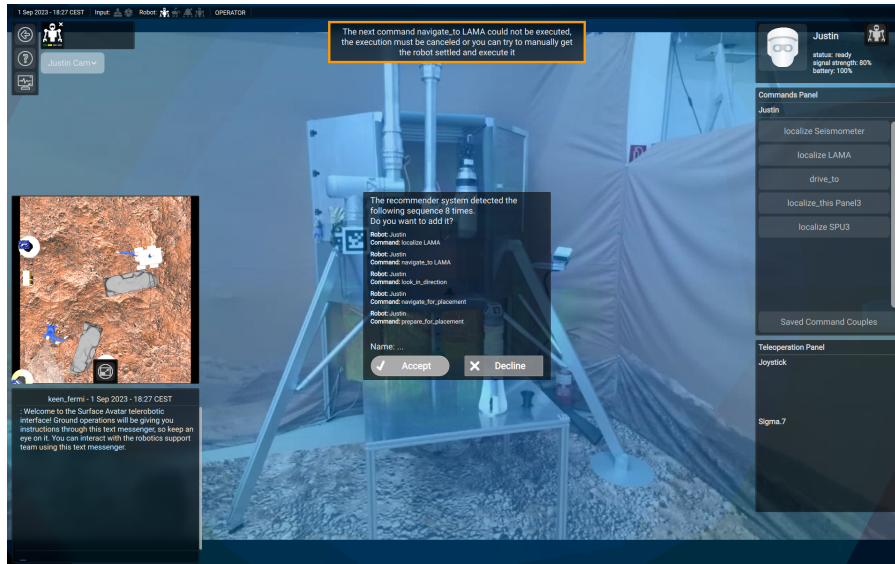 1 Sep 2023 - 18:27 CEST Input: Robot: OPERATOR
The next command navigate_to LAMA could not be executed,
the execution must be canceled or you can try to manually get
the robot settled and execute it
Justin Cam
Justin
status: ready
signal strength: 80%
battery: 100%
Commands Panel
Justin
localize Seismometer
localize LAMA
drive_to
localize_this Panel3
localize SPU3
Saved Command Couples
Teleoperation Panel
Joystick
Sigma.7
The recommender system detected the
following sequence 8 times.
Do you want to add it?
Robot: Justin
Command: localize LAMA
Robot: Justin
Command: navigate_to LAMA
Robot: Justin
Command: look_in_direction
Robot: Justin
Command: navigate_for_placement
Robot: Justin
Command: prepare_for_placement
Name: ...
Accept
Decline
keen_fermi - 1 Sep 2023 - 18:27 CEST
: Welcome to the Surface Avatar telerobotic
interface! Ground operations will be giving you
instructions through this text messenger, so keep an
eye on it. You can interact with the robotics support
team using this text messenger.